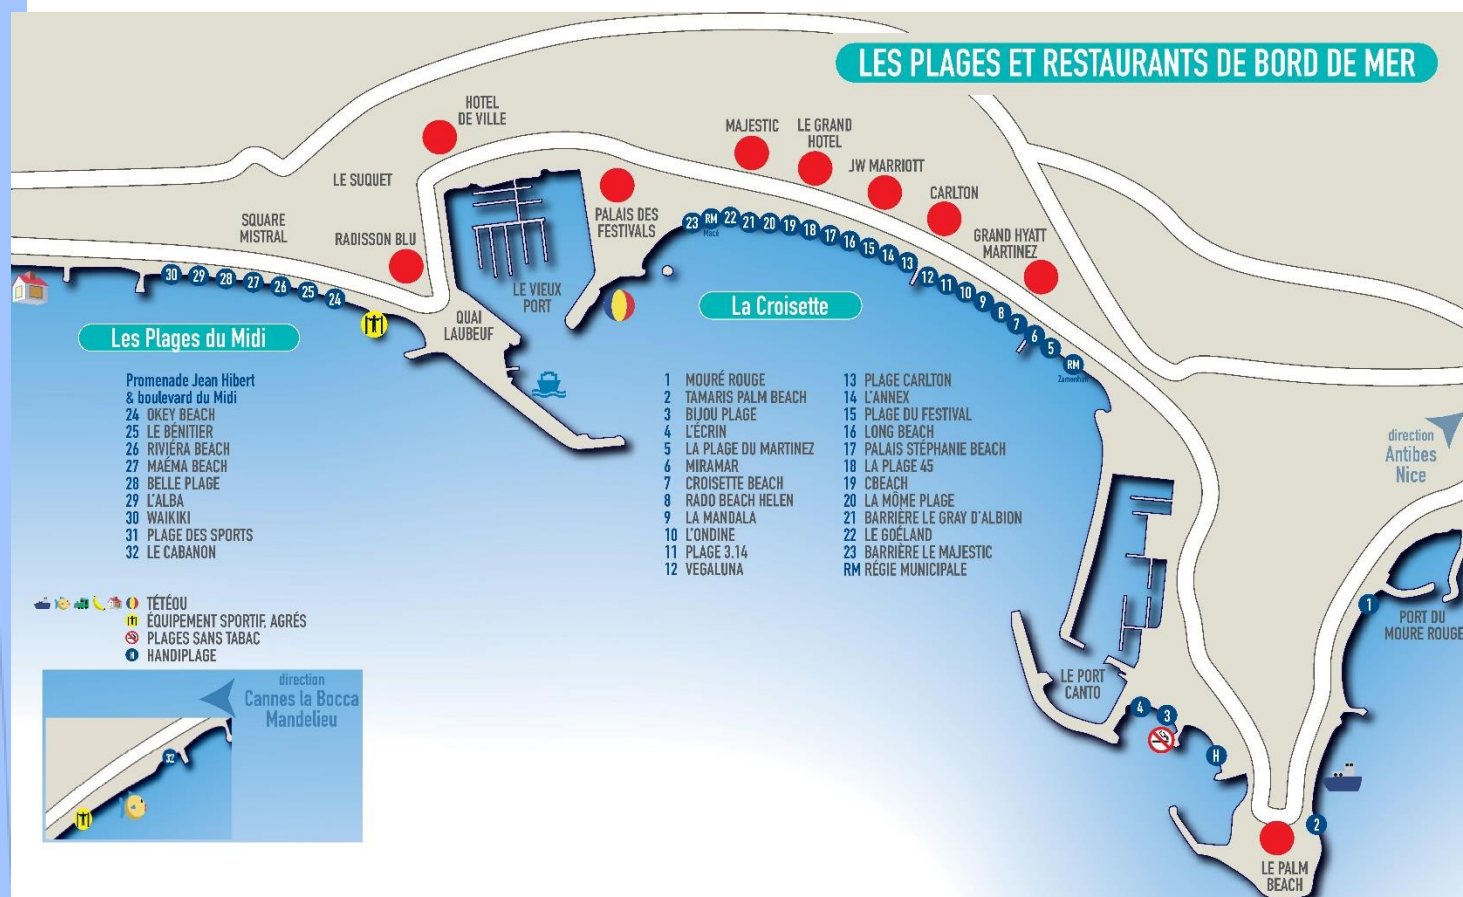 LES PLAGES ET RESTAURANTS DE BORD DE MER
HOTEL
DE VILLE
LE SUQUET
SQUARE
MISTRAL
RADISSON BLU
PALAIS DES
FESTIVALS
LE VIEUX
PORT
QUAI
LAUBEUF
MAJESTIC
LE GRAND
HOTEL
JW MARRIOTT
CARLTON
GRAND HYATT
MARTINEZ
23 RM 22 21 20 19 18 17 16 15 14 13 12 11 10 9 8 7 6 5 RM
Macé
Zamenhof
30 29 28 27 26 25 24
Les Plages du Midi
Promenade Jean Hibert
& boulevard du Midi
24 OKEY BEACH
25 LE BÉNITIER
26 RIVIÉRA BEACH
27 MAÉMA BEACH
28 BELLE PLAGE
29 L'ALBA
30 WAIKIKI
31 PLAGE DES SPORTS
32 LE CABANON
La Croisette
1 MOURÉ ROUGE
2 TAMARIS PALM BEACH
3 BIJOU PLAGE
4 L'ÉCRIN
5 LA PLAGE DU MARTINEZ
6 MIRAMAR
7 CROISETTE BEACH
8 RADO BEACH HELEN
9 LA MANDALA
10 L'ONDINE
11 PLAGE 3.14
12 VEGALUNA
13 PLAGE CARLTON
14 L'ANNEX
15 PLAGE DU FESTIVAL
16 LONG BEACH
17 PALAIS STÉPHANIE BEACH
18 LA PLAGE 45
19 CBEACH
20 LA MÔME PLAGE
21 BARRIÈRE LE GRAY D'ALBION
22 LE GOÉLAND
23 BARRIÈRE LE MAJESTIC
RM RÉGIE MUNICIPALE
direction
Antibes
Nice
1
PORT DU
MOURE ROUGE
LE PORT
CANTO
4 3
H
2
LE PALM
BEACH
TÉTÉOU
ÉQUIPEMENT SPORTIF, AGRÉS
PLAGES SANS TABAC
H HANDIPLAGE
direction
Cannes la Bocca
Mandelieu
32